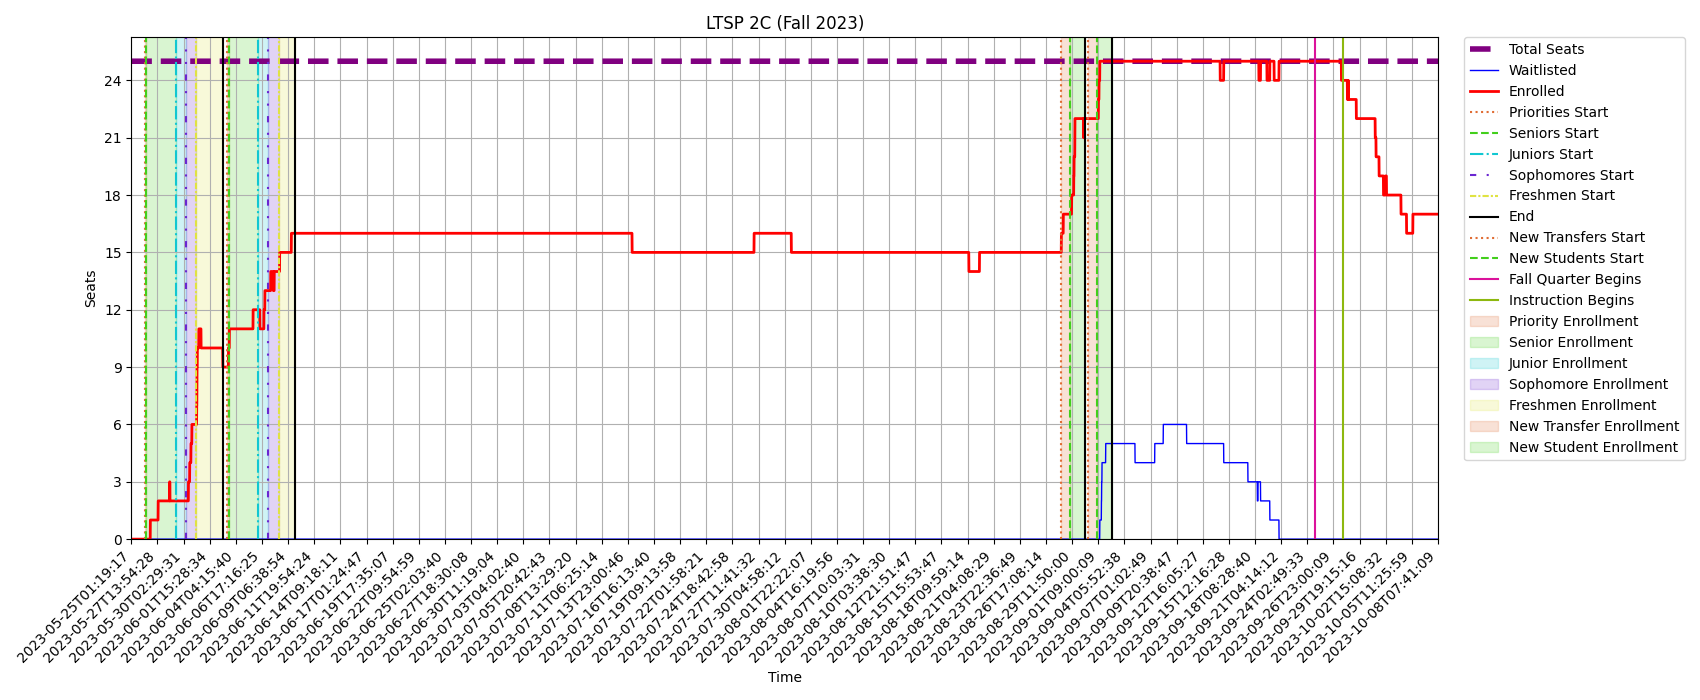 LTSP 2C (Fall 2023)
Total Seats
Waitlisted
Enrolled
Priorities Start
Seniors Start
Juniors Start
Sophomores Start
Freshmen Start
End
New Transfers Start
New Students Start
Fall Quarter Begins
Instruction Begins
Priority Enrollment
Senior Enrollment
Junior Enrollment
Sophomore Enrollment
Freshmen Enrollment
New Transfer Enrollment
New Student Enrollment
Seats
24
21
18
15
12
9
6
3
0
2023-05-25T01:19:17
2023-05-27T13:54:28
2023-05-30T02:29:31
2023-06-01T15:28:34
2023-06-04T04:15:40
2023-06-06T17:16:25
2023-06-09T06:38:54
2023-06-11T19:54:24
2023-06-14T09:18:11
2023-06-17T01:24:47
2023-06-19T17:35:07
2023-06-22T09:54:59
2023-06-25T02:03:40
2023-06-27T18:30:08
2023-06-30T11:19:04
2023-07-03T04:02:40
2023-07-05T20:42:43
2023-07-08T13:29:20
2023-07-11T06:25:14
2023-07-13T23:00:46
2023-07-16T16:13:40
2023-07-19T09:13:58
2023-07-22T01:58:21
2023-07-24T18:42:58
2023-07-27T11:41:32
2023-07-30T04:58:12
2023-08-01T22:22:07
2023-08-04T16:19:56
2023-08-07T10:03:31
2023-08-10T03:38:30
2023-08-12T21:51:47
2023-08-15T15:53:47
2023-08-18T09:59:14
2023-08-21T04:08:29
2023-08-23T22:36:49
2023-08-26T17:08:14
2023-08-29T11:50:00
2023-09-01T09:00:09
2023-09-04T05:52:38
2023-09-07T01:02:49
2023-09-09T20:38:47
2023-09-12T16:05:27
2023-09-15T12:16:28
2023-09-18T08:28:40
2023-09-21T04:14:12
2023-09-24T02:49:33
2023-09-26T23:00:09
2023-09-29T19:15:16
2023-10-02T15:08:32
2023-10-05T11:25:59
2023-10-08T07:41:09
Time